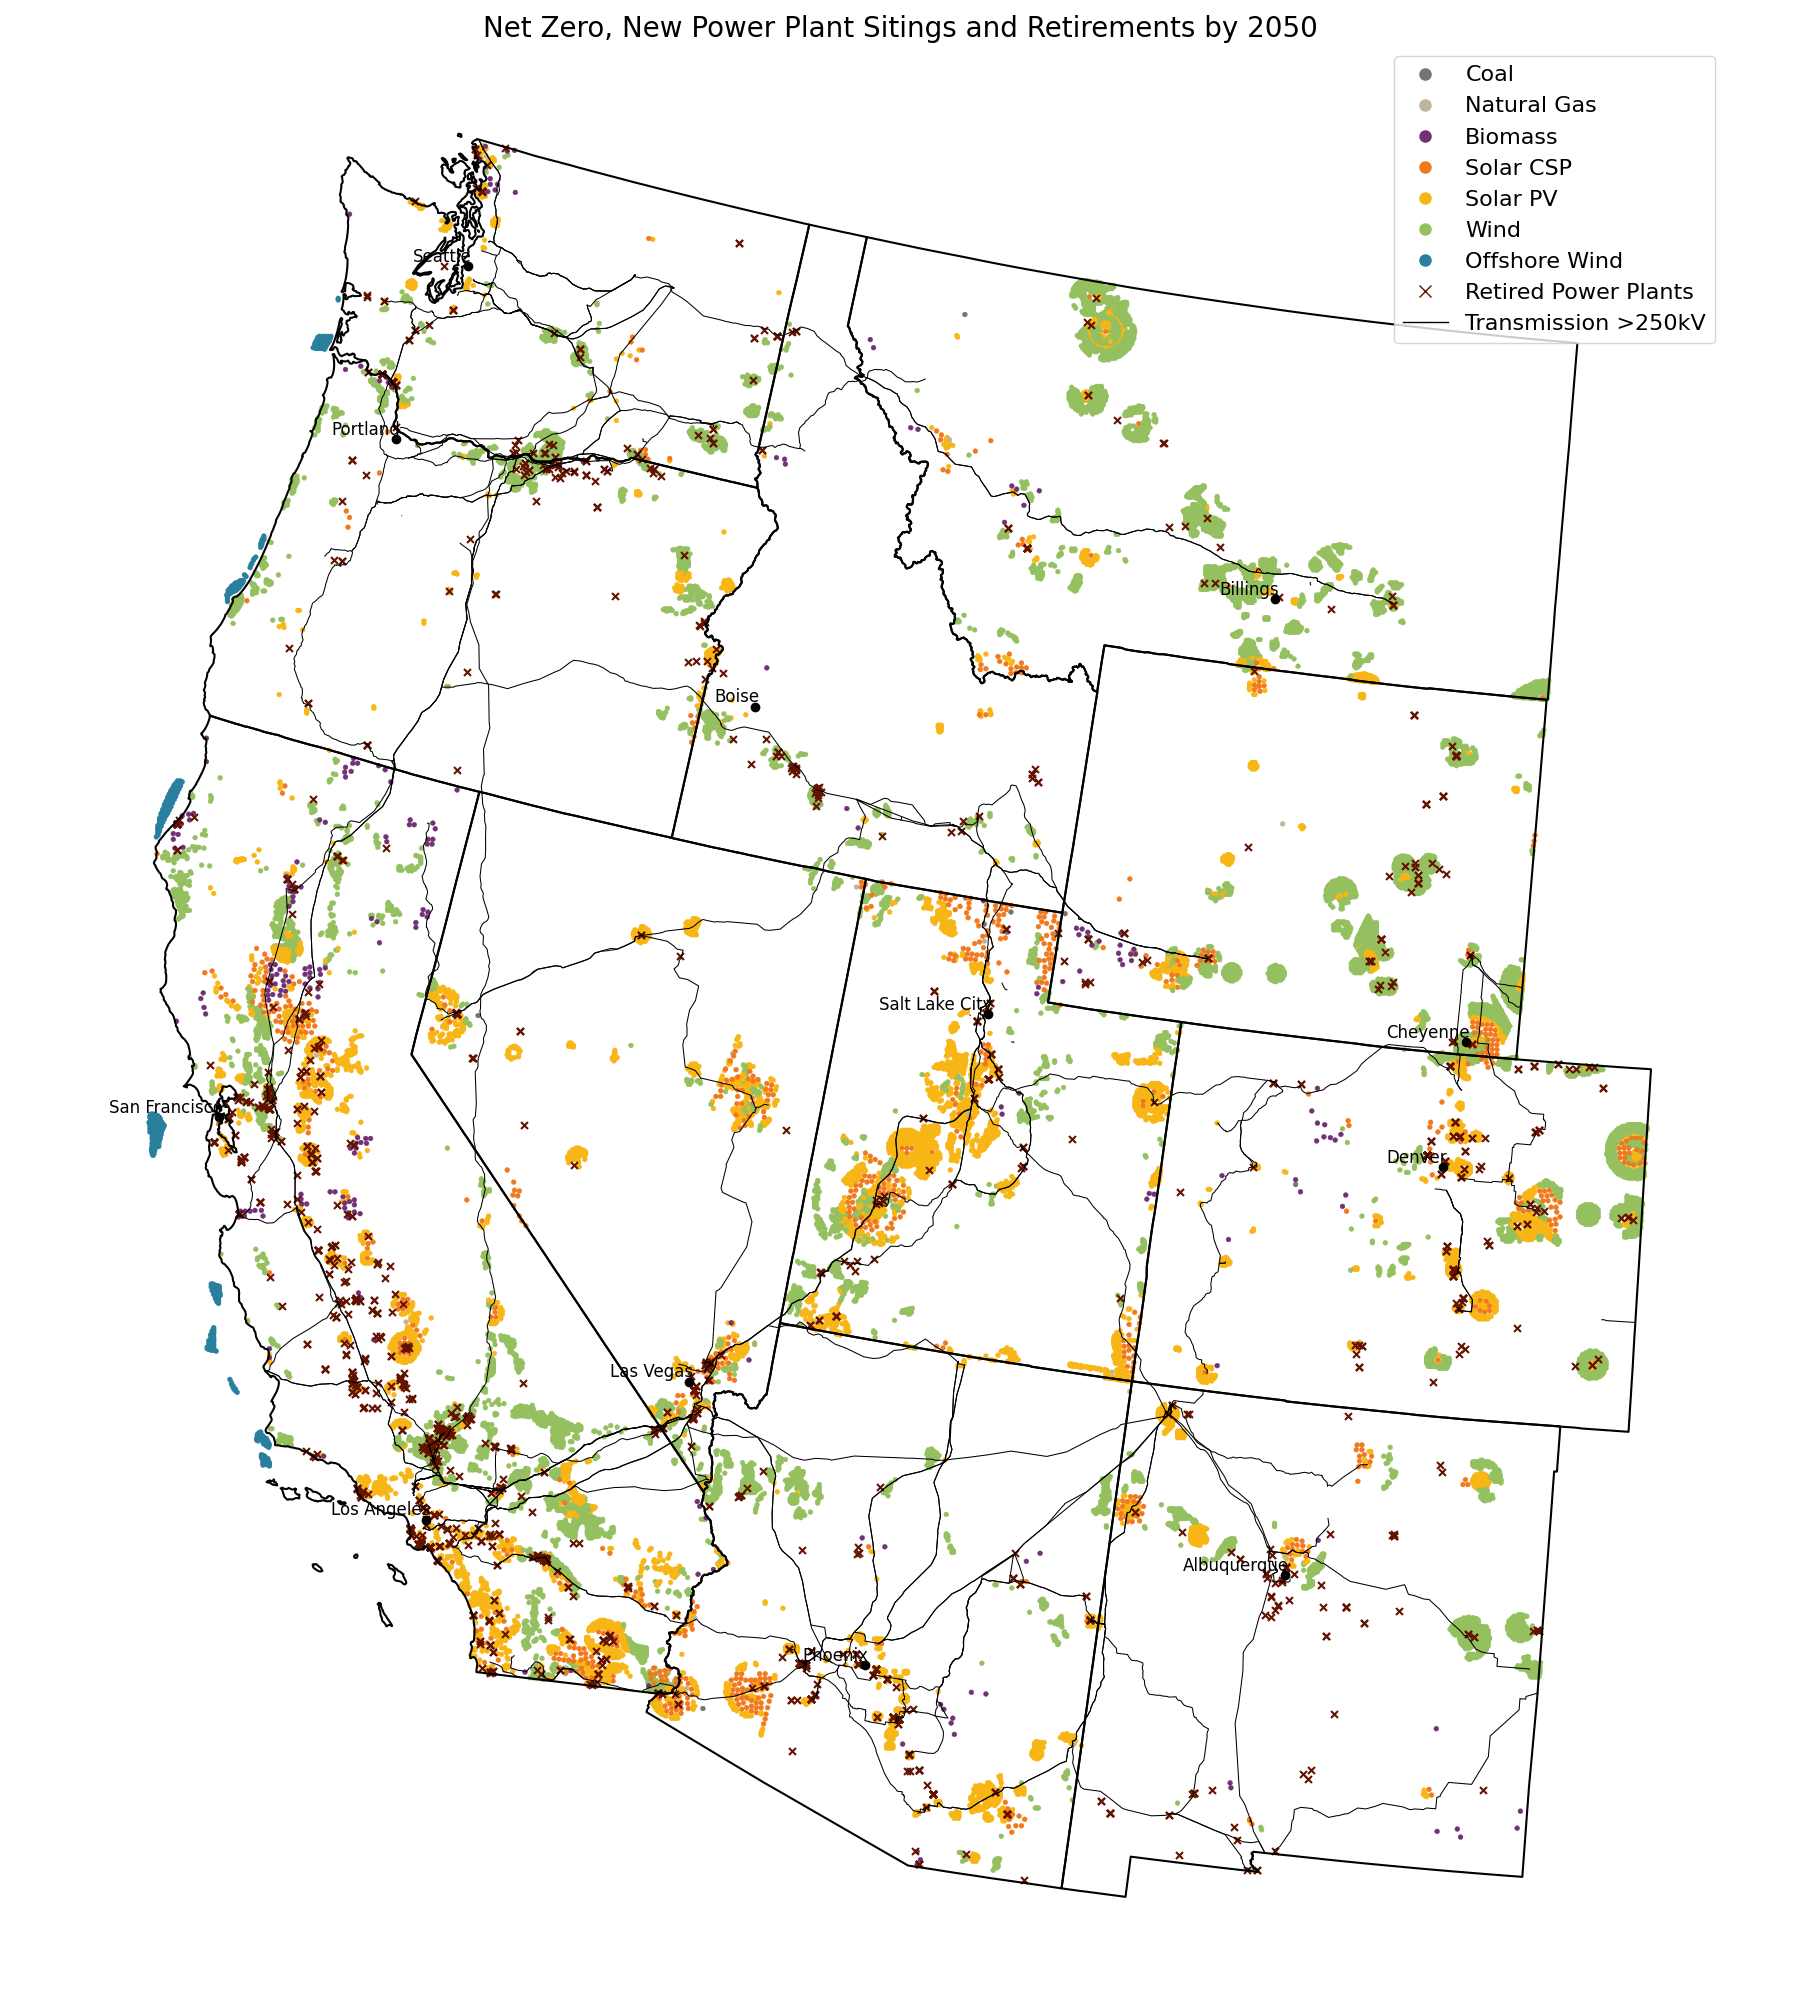 Net Zero, New Power Plant Sitings and Retirements by 2050
Coal
Natural Gas
Biomass
Solar CSP
Solar PV
Wind
Offshore Wind
Retired Power Plants
Transmission >250kV
Seattle
Portland
Billings
Boise
Salt Lake City
Cheyenne
San Francisco
Denver
Las Vegas
Los Angeles
Albuquerque
Phoenix